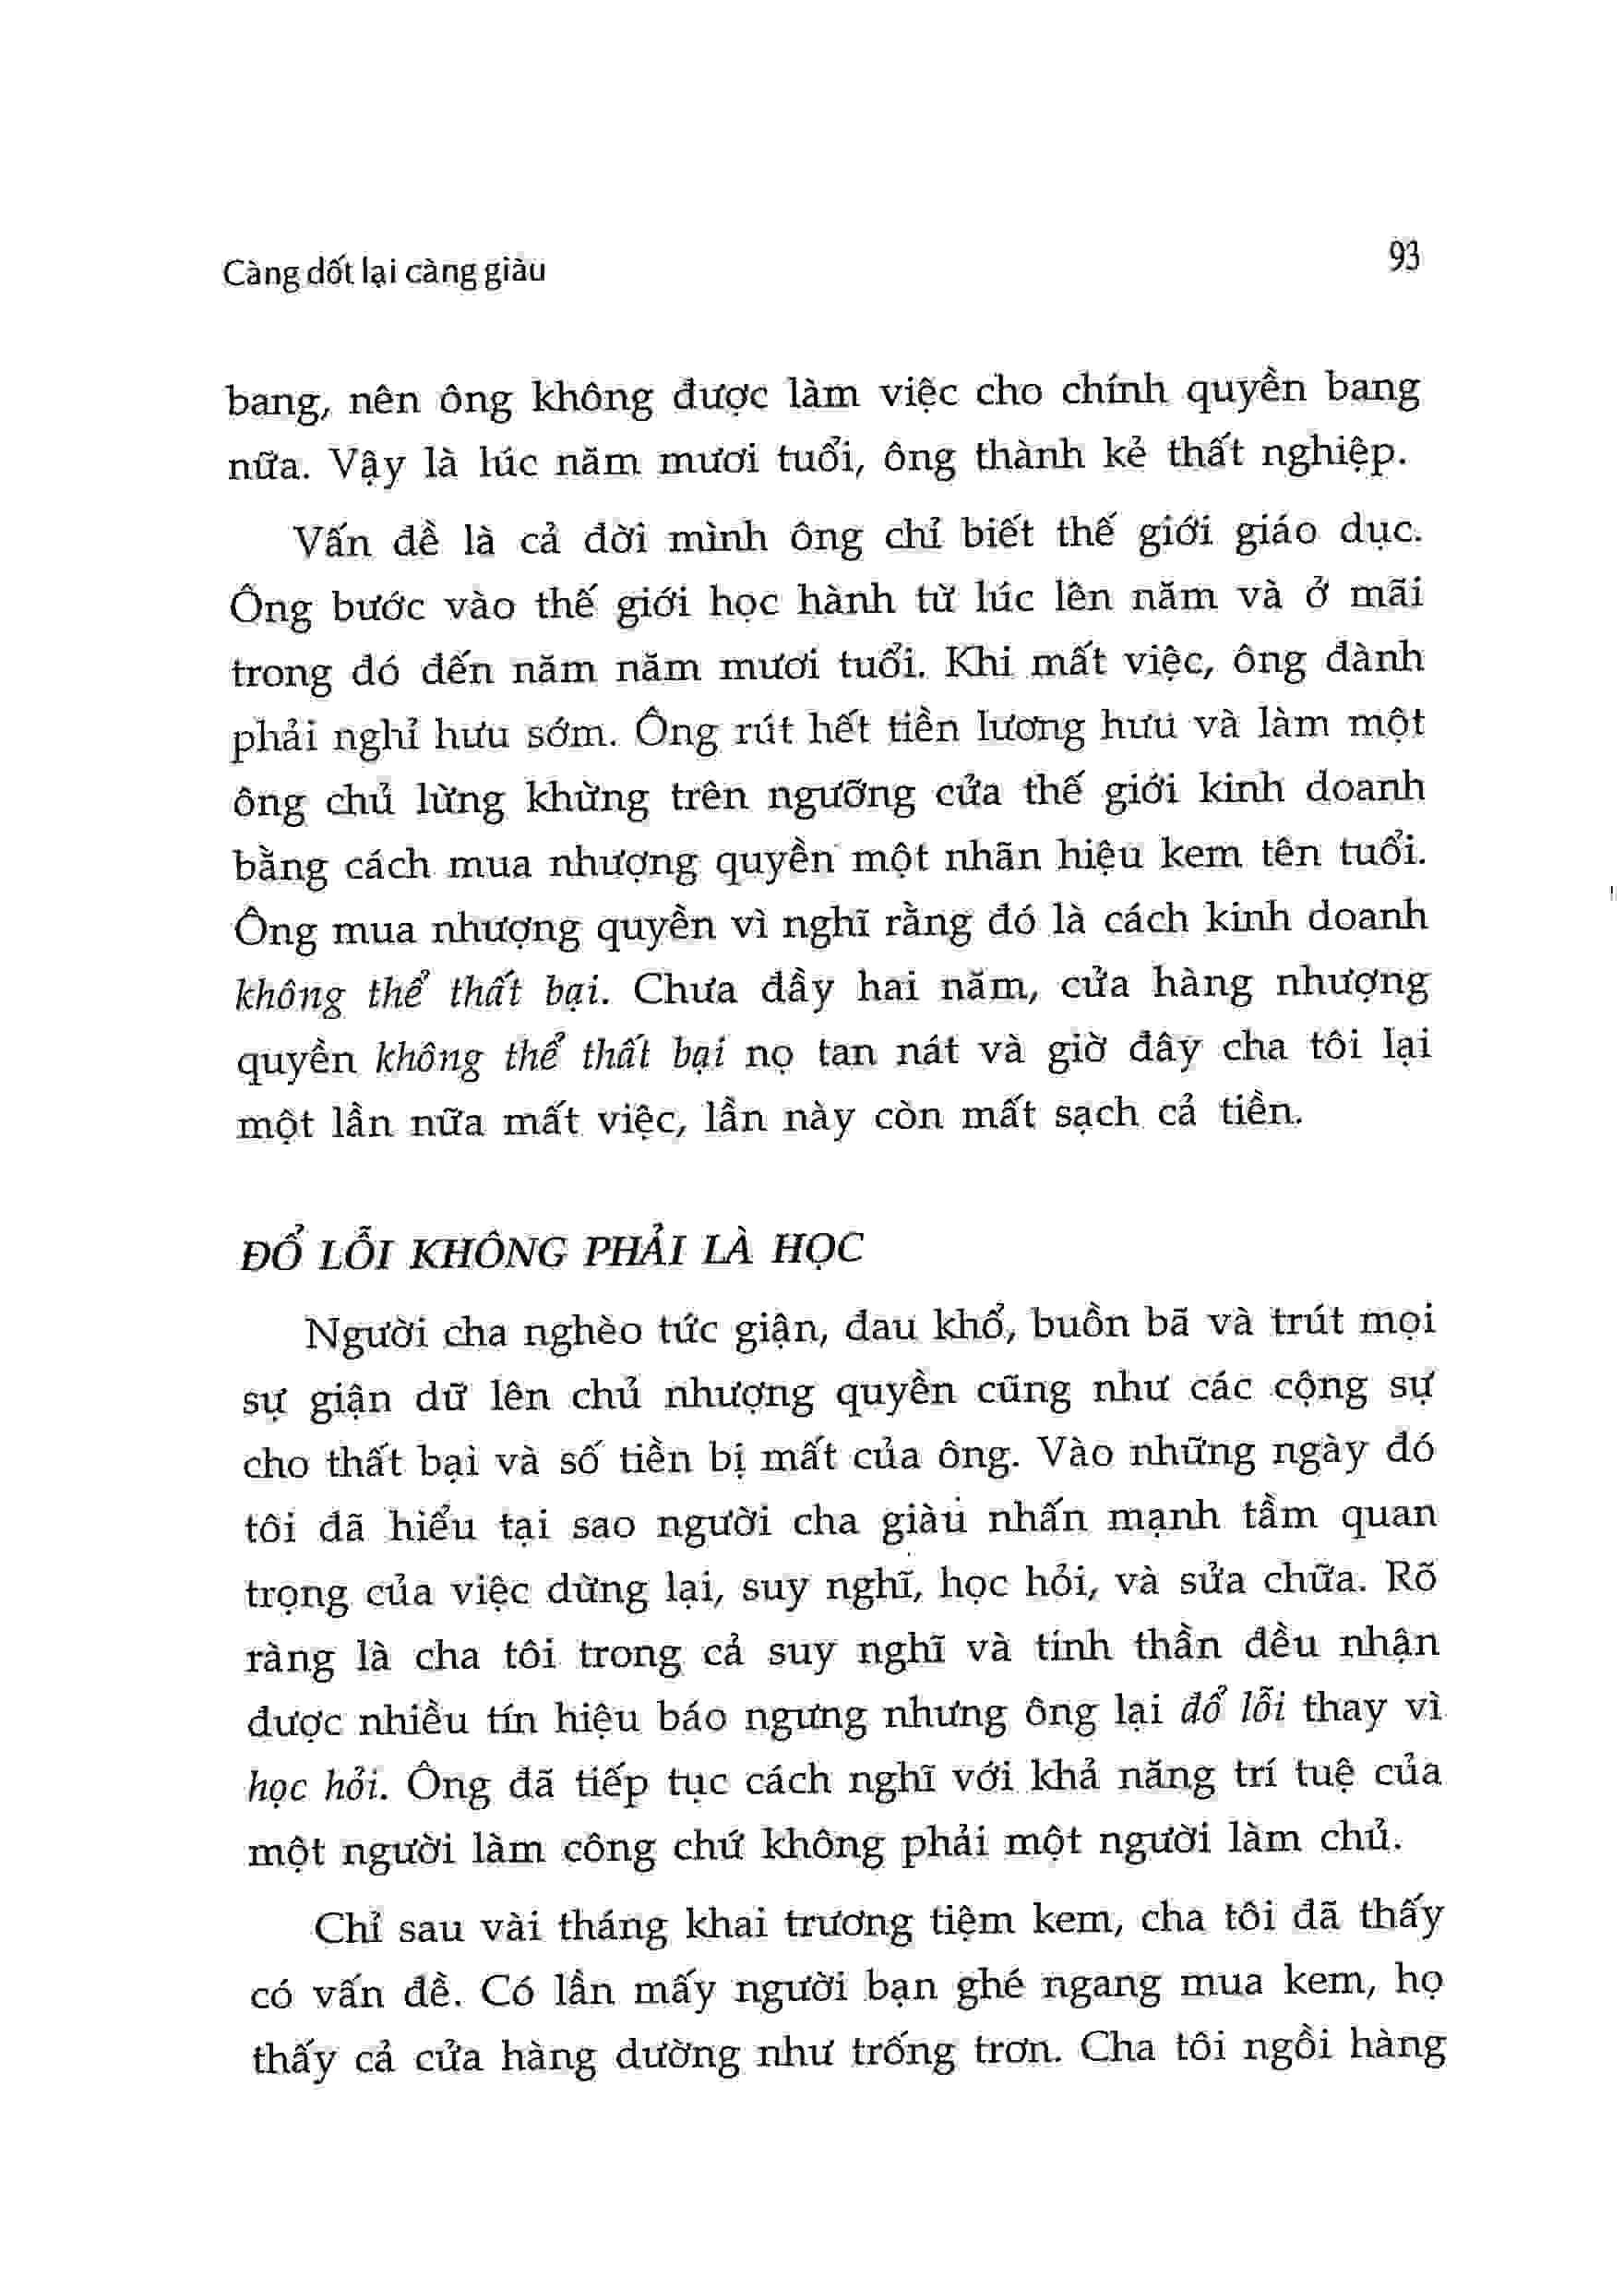 Càng dốt lại càng giàu
93
bang, nên ông không được làm việc cho chính quyền bang
nữa. Vậy là lúc năm mươi tuổi, ông thành kẻ thất nghiệp.
Vấn đề là cả đời mình ông chỉ biết thế giới giáo dục.
Ông bước vào thế giới học hành từ lúc lên năm và ở mãi
trong đó đến năm năm mươi tuổi. Khi mất việc, ông đành
phải nghỉ hưu sớm. Ông rút hết tiền lương hưu và làm một
ông chủ lừng khừng trên ngưỡng cửa thế giới kinh doanh
bằng cách mua nhượng quyền một nhãn hiệu kem tên tuổi.
Ông mua nhượng quyền vì nghĩ rằng đó là cách kinh doanh
không thể thất bại. Chưa đầy hai năm, cửa hàng nhượng
quyền không thể thất bại nọ tan nát và giờ đây cha tôi lại
một lần nữa mất việc, lần này còn mất sạch cả tiền.
ĐỔ LỖI KHÔNG PHẢI LÀ HỌC
Người cha nghèo tức giận, đau khổ, buồn bã và trút mọi
sự giận dữ lên chủ nhượng quyền cũng như các cộng sự
cho thất bại và số tiền bị mất của ông. Vào những ngày đó
tôi đã hiểu tại sao người cha giàu nhấn mạnh tầm quan
trọng của việc dừng lại, suy nghĩ, học hỏi, và sửa chữa. Rõ
ràng là cha tôi trong cả suy nghĩ và tinh thần đều nhận
được nhiều tín hiệu báo ngưng nhưng ông lại đổ lỗi thay vì
học hỏi. Ông đã tiếp tục cách nghĩ với khả năng trí tuệ của
một người làm công chứ không phải một người làm chủ.
Chỉ sau vài tháng khai trương tiệm kem, cha tôi đã thấy
có vấn đề. Có lần mấy người bạn ghé ngang mua kem, họ
thấy cả cửa hàng dường như trống trơn. Cha tôi ngồi hàng